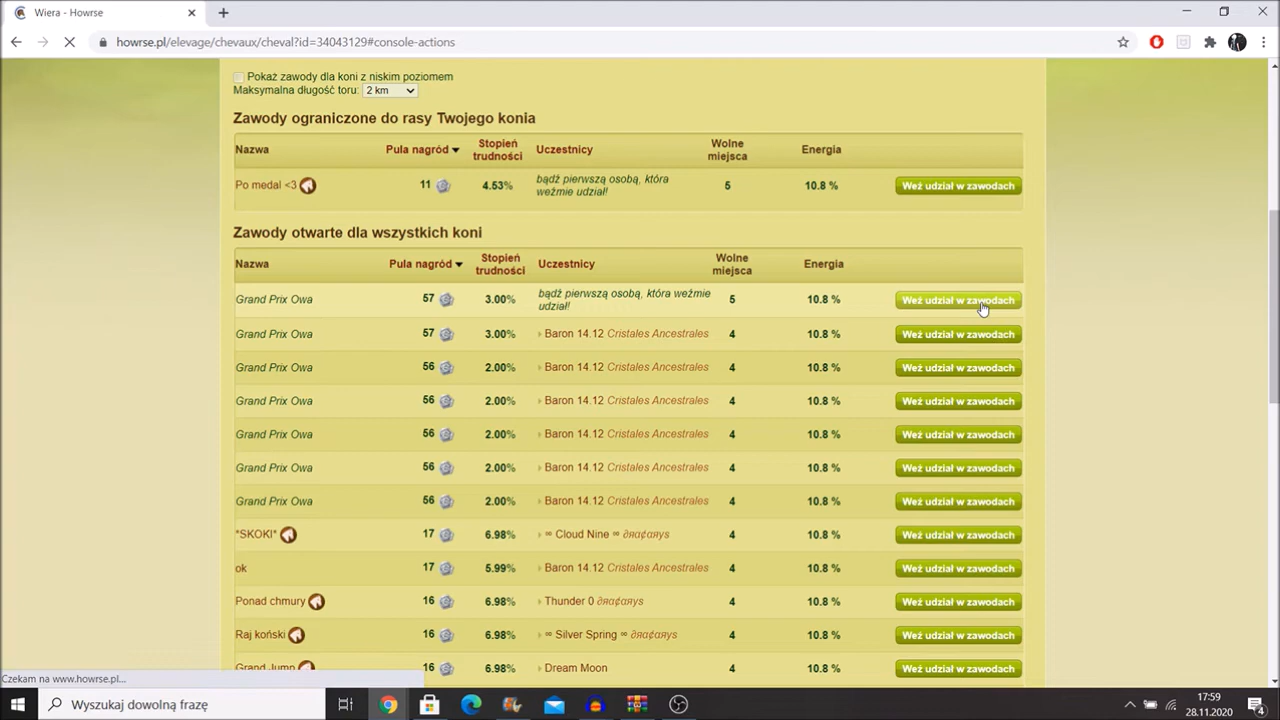 Wiera - Howrse
howrse.pl/elevage/chevaux/cheval?id=34043129#console-actions
Pokaż zawody dla koni z niskim poziomem
Maksymalna długość toru: 2 km
Zawody ograniczone do rasy Twojego konia
Nazwa Pula nagród Stopień trudności Uczestnicy Wolne miejsca Energia
Po medal <3 11 4.53% bądź pierwszą osobą, która weźmie udział! 5 10.8 % Weź udział w zawodach
Zawody otwarte dla wszystkich koni
Nazwa Pula nagród Stopień trudności Uczestnicy Wolne miejsca Energia
Grand Prix Owa 57 3.00% bądź pierwszą osobą, która weźmie udział! 5 10.8 % Weź udział w zawodach
Grand Prix Owa 57 3.00% Baron 14.12 Cristales Ancestrales 4 10.8 % Weź udział w zawodach
Grand Prix Owa 56 2.00% Baron 14.12 Cristales Ancestrales 4 10.8 % Weź udział w zawodach
Grand Prix Owa 56 2.00% Baron 14.12 Cristales Ancestrales 4 10.8 % Weź udział w zawodach
Grand Prix Owa 56 2.00% Baron 14.12 Cristales Ancestrales 4 10.8 % Weź udział w zawodach
Grand Prix Owa 56 2.00% Baron 14.12 Cristales Ancestrales 4 10.8 % Weź udział w zawodach
Grand Prix Owa 56 2.00% Baron 14.12 Cristales Ancestrales 4 10.8 % Weź udział w zawodach
*SKOKI* 17 6.98% ∞ Cloud Nine ∞ 4 10.8 % Weź udział w zawodach
ok 17 5.99% Baron 14.12 Cristales Ancestrales 4 10.8 % Weź udział w zawodach
Ponad chmury 16 6.98% Thunder 0 4 10.8 % Weź udział w zawodach
Raj koński 16 6.98% ∞ Silver Spring ∞ 4 10.8 % Weź udział w zawodach
Grand Jump 16 6.98% Dream Moon 4 10.8 % Weź udział w zawodach
Czekam na www.howrse.pl...
Wyszukaj dowolną frazę
17:59
28.11.2020
4